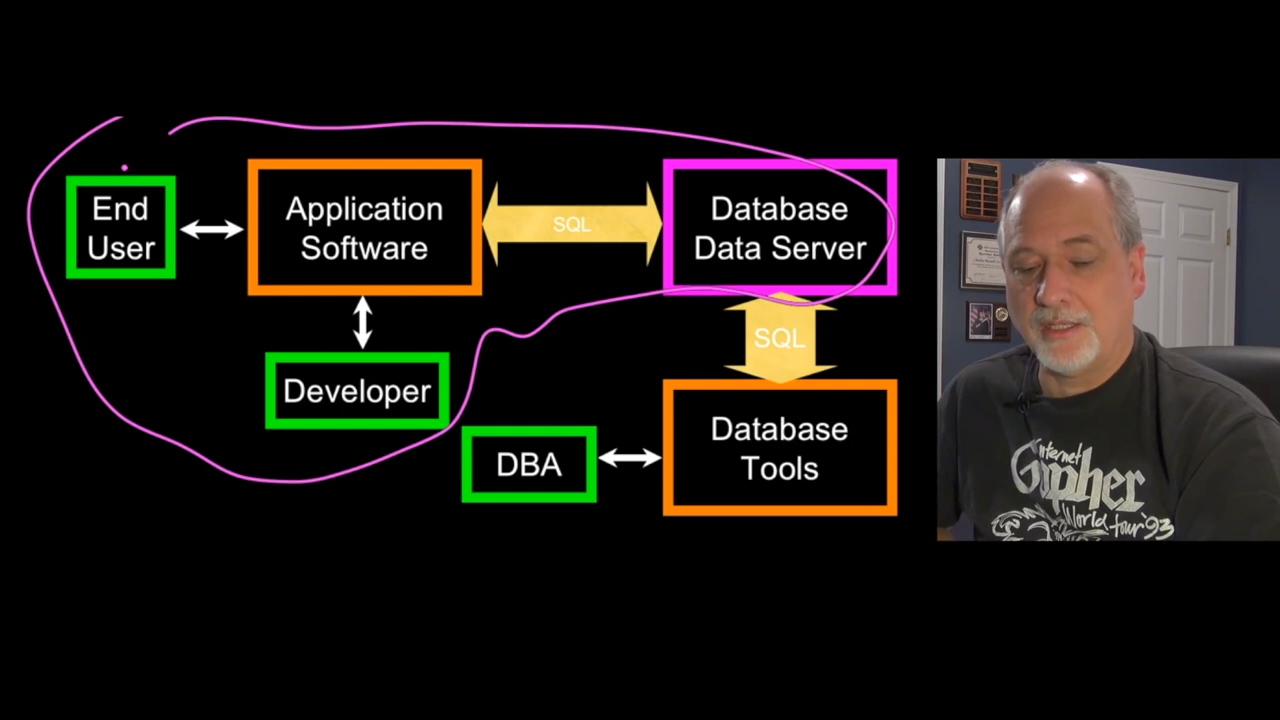 End
User
Application
Software
SQL
Database
Data Server
SQL
Developer
DBA
Database
Tools
Internet
Gopher
World tour '93